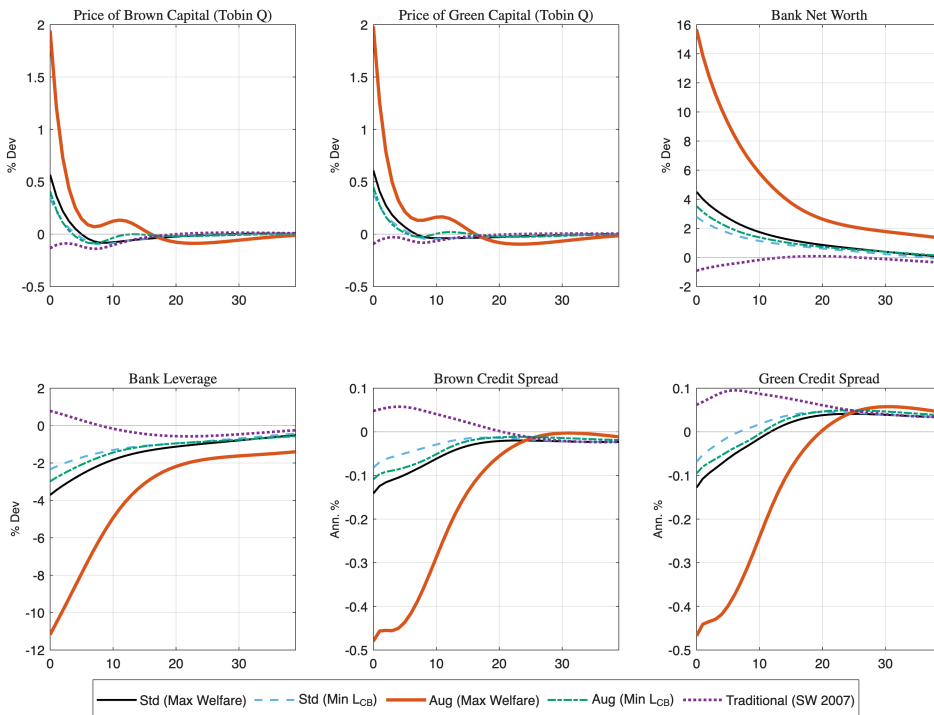 Price of Brown Capital (Tobin Q)
% Dev
2
1.5
1
0.5
0
-0.5
0 10 20 30
Price of Green Capital (Tobin Q)
% Dev
2
1.5
1
0.5
0
-0.5
0 10 20 30
Bank Net Worth
% Dev
16
14
12
10
8
6
4
2
0
-2
0 10 20 30
Bank Leverage
% Dev
2
0
-2
-4
-6
-8
-10
-12
0 10 20 30
Brown Credit Spread
Ann. %
0.1
0
-0.1
-0.2
-0.3
-0.4
-0.5
0 10 20 30
Green Credit Spread
Ann. %
0.1
0
-0.1
-0.2
-0.3
-0.4
-0.5
0 10 20 30
Std (Max Welfare) Std (Min LCB) Aug (Max Welfare) Aug (Min LCB) Traditional (SW 2007)